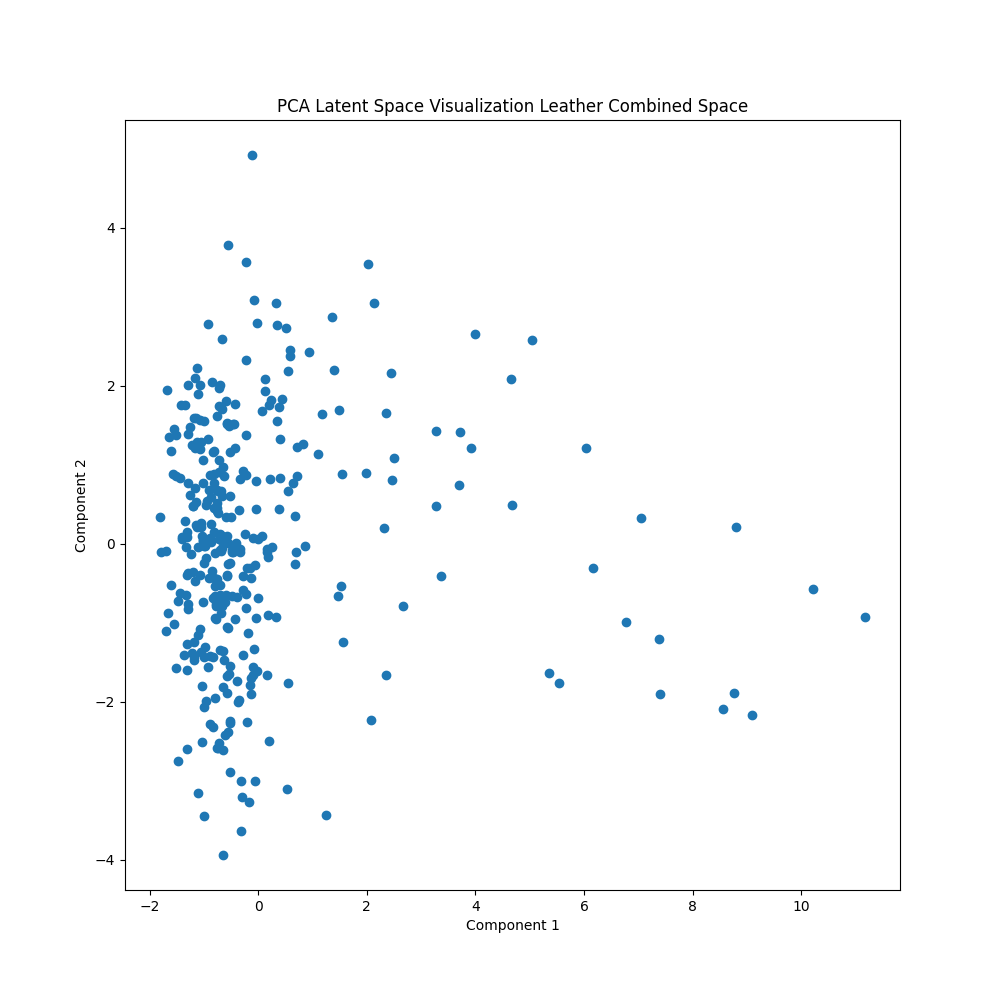 PCA Latent Space Visualization Leather Combined Space
4
2
0
−2
−4
Component 2
−2 0 2 4 6 8 10
Component 1